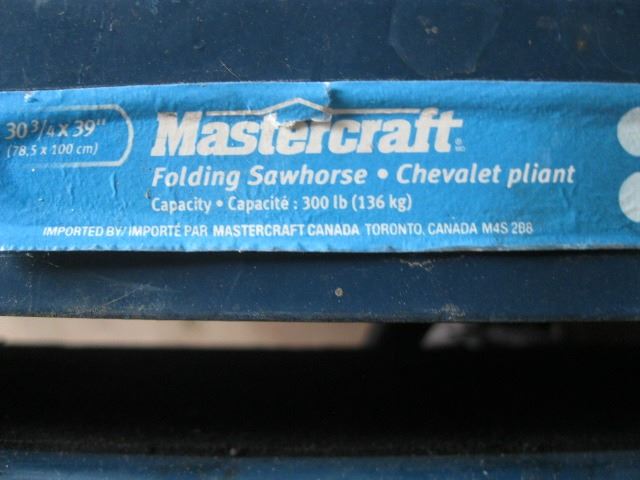 30 3/4 x 39"
(78,5 x 100 cm)
Mastercraft
Folding Sawhorse • Chevalet pliant
Capacity • Capacité : 300 lb (136 kg)
IMPORTED BY/ IMPORTÉ PAR MASTERCRAFT CANADA TORONTO, CANADA M4S 2B8